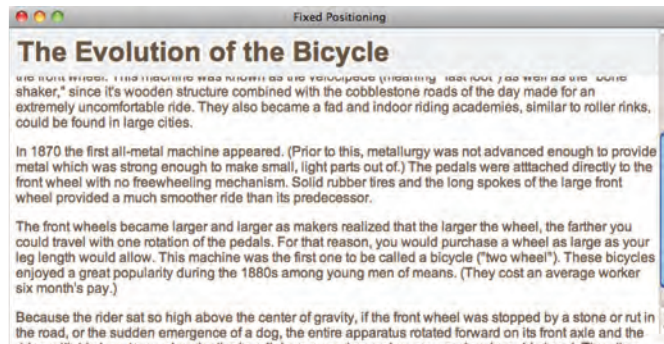 Fixed Positioning
The Evolution of the Bicycle
the front wheel. This machine was known as the velocipede (meaning "fast foot") as well as the "bone
shaker," since it's wooden structure combined with the cobblestone roads of the day made for an
extremely uncomfortable ride. They also became a fad and indoor riding academies, similar to roller rinks,
could be found in large cities.
In 1870 the first all-metal machine appeared. (Prior to this, metallurgy was not advanced enough to provide
metal which was strong enough to make small, light parts out of.) The pedals were atttached directly to the
front wheel with no freewheeling mechanism. Solid rubber tires and the long spokes of the large front
wheel provided a much smoother ride than its predecessor.
The front wheels became larger and larger as makers realized that the larger the wheel, the farther you
could travel with one rotation of the pedals. For that reason, you would purchase a wheel as large as your
leg length would allow. This machine was the first one to be called a bicycle ("two wheel"). These bicycles
enjoyed a great popularity during the 1880s among young men of means. (They cost an average worker
six month's pay.)
Because the rider sat so high above the center of gravity, if the front wheel was stopped by a stone or rut in
the road, or the sudden emergence of a dog, the entire apparatus rotated forward on its front axle and the